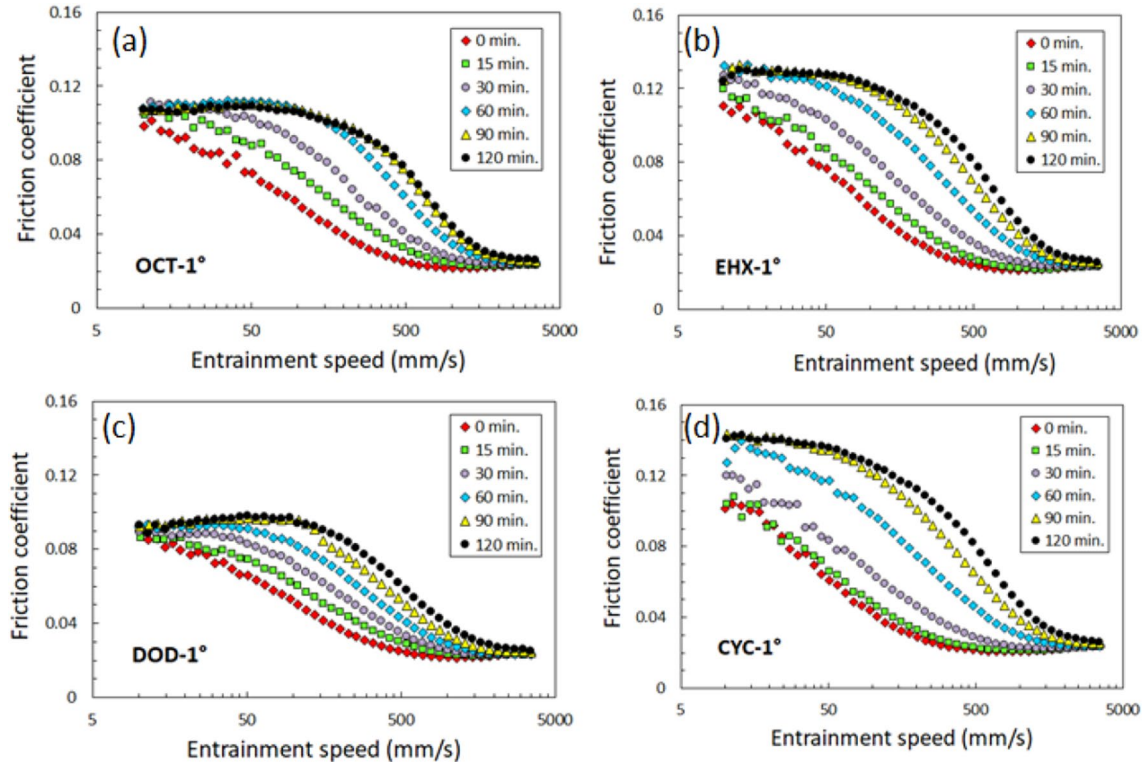 (a)
0.16
0.12
0.08
0.04
0
Friction coefficient
0 min.
15 min.
30 min.
60 min.
90 min.
120 min.
OCT-1°
5
50
500
5000
Entrainment speed (mm/s)
(b)
0.16
0.12
0.08
0.04
0
Friction coefficient
0 min.
15 min.
30 min.
60 min.
90 min.
120 min.
EHX-1°
5
50
500
5000
Entrainment speed (mm/s)
(c)
0.16
0.12
0.08
0.04
0
Friction coefficient
0 min.
15 min.
30 min.
60 min.
90 min.
120 min.
DOD-1°
5
50
500
5000
Entrainment speed (mm/s)
(d)
0.16
0.12
0.08
0.04
0
Friction coefficient
0 min.
15 min.
30 min.
60 min.
90 min.
120 min.
CYC-1°
5
50
500
5000
Entrainment speed (mm/s)